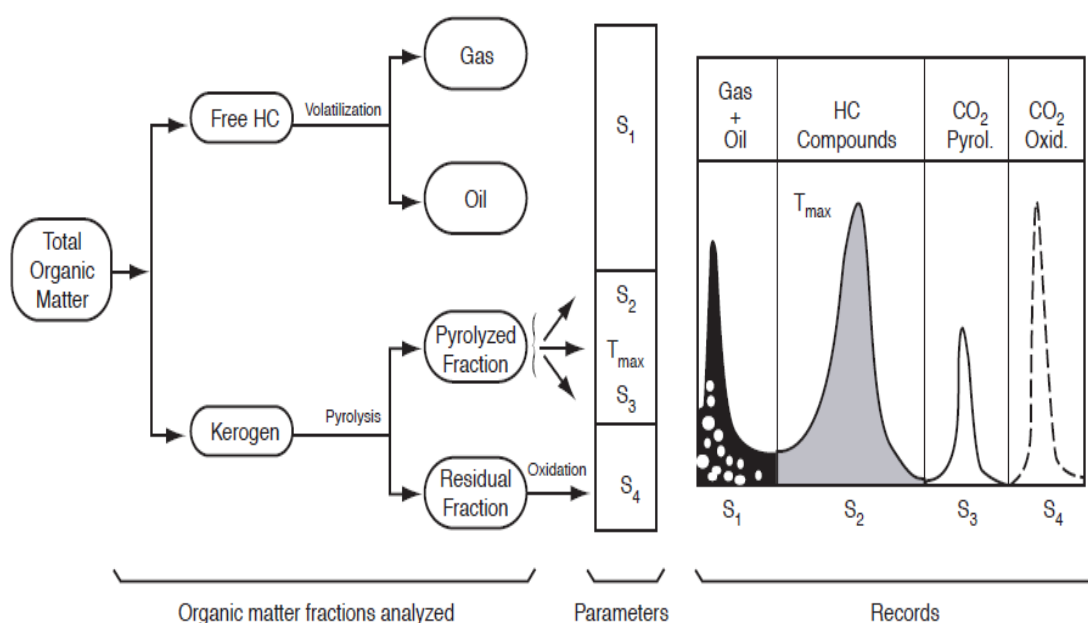 Total
Organic
Matter
Free HC
Volatilization
Gas
Oil
Kerogen
Pyrolysis
Pyrolyzed
Fraction
Residual
Fraction
Oxidation
S1
S2
Tmax
S3
S4
Gas
+
Oil
HC
Compounds
CO2
Pyrol.
CO2
Oxid.
Tmax
S1
S2
S3
S4
Organic matter fractions analyzed
Parameters
Records